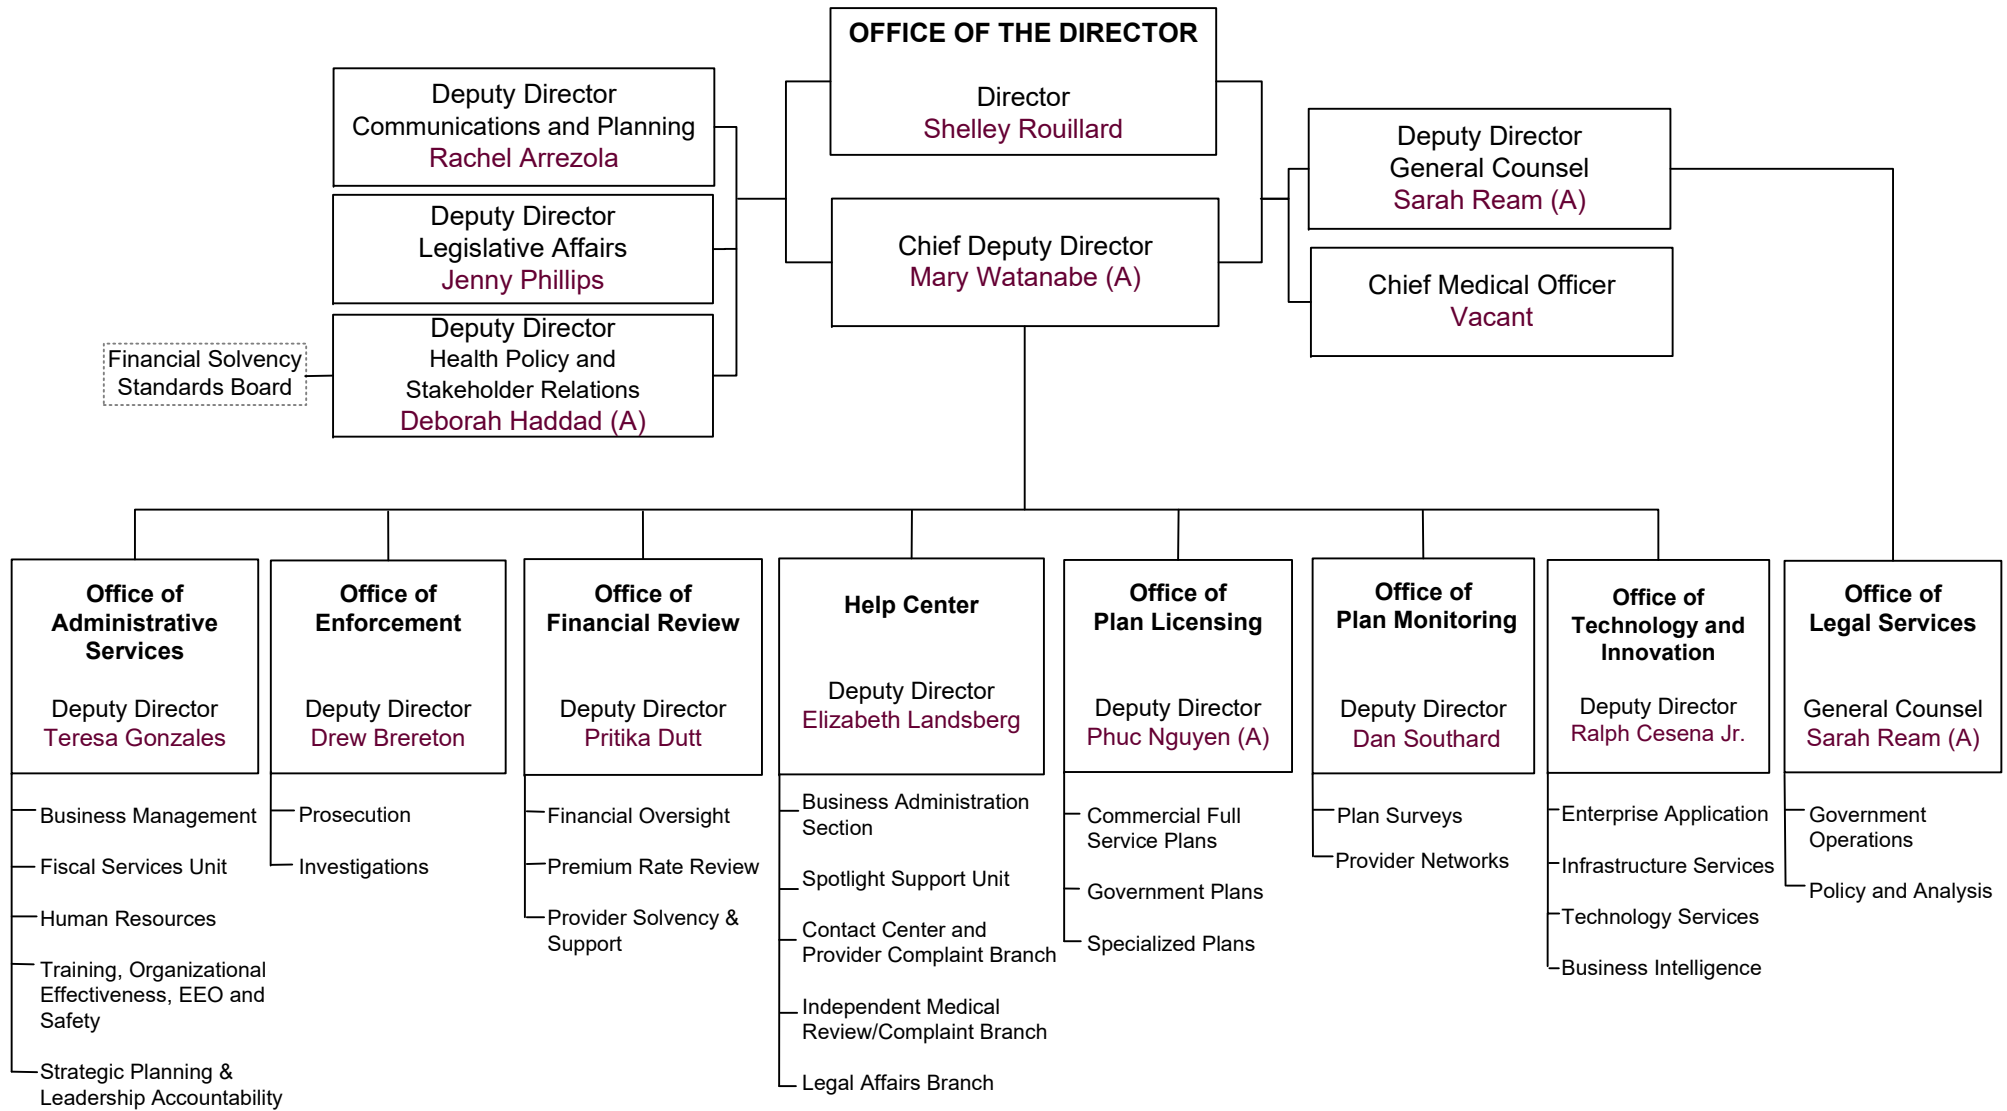 OFFICE OF THE DIRECTOR
Director
Shelley Rouillard
Deputy Director
Communications and Planning
Rachel Arrezola
Deputy Director
Legislative Affairs
Jenny Phillips
Deputy Director
Health Policy and
Stakeholder Relations
Deborah Haddad (A)
Financial Solvency
Standards Board
Chief Deputy Director
Mary Watanabe (A)
Deputy Director
General Counsel
Sarah Ream (A)
Chief Medical Officer
Vacant
Office of
Administrative
Services
Deputy Director
Teresa Gonzales
Business Management
Fiscal Services Unit
Human Resources
Training, Organizational
Effectiveness, EEO and
Safety
Strategic Planning &
Leadership Accountability
Office of
Enforcement
Deputy Director
Drew Brereton
Prosecution
Investigations
Office of
Financial Review
Deputy Director
Pritika Dutt
Financial Oversight
Premium Rate Review
Provider Solvency &
Support
Help Center
Deputy Director
Elizabeth Landsberg
Business Administration
Section
Spotlight Support Unit
Contact Center and
Provider Complaint Branch
Independent Medical
Review/Complaint Branch
Legal Affairs Branch
Office of
Plan Licensing
Deputy Director
Phuc Nguyen (A)
Commercial Full
Service Plans
Government Plans
Specialized Plans
Office of
Plan Monitoring
Deputy Director
Dan Southard
Plan Surveys
Provider Networks
Office of
Technology and
Innovation
Deputy Director
Ralph Cesena Jr.
Enterprise Application
Infrastructure Services
Technology Services
Business Intelligence
Office of
Legal Services
General Counsel
Sarah Ream (A)
Government
Operations
Policy and Analysis